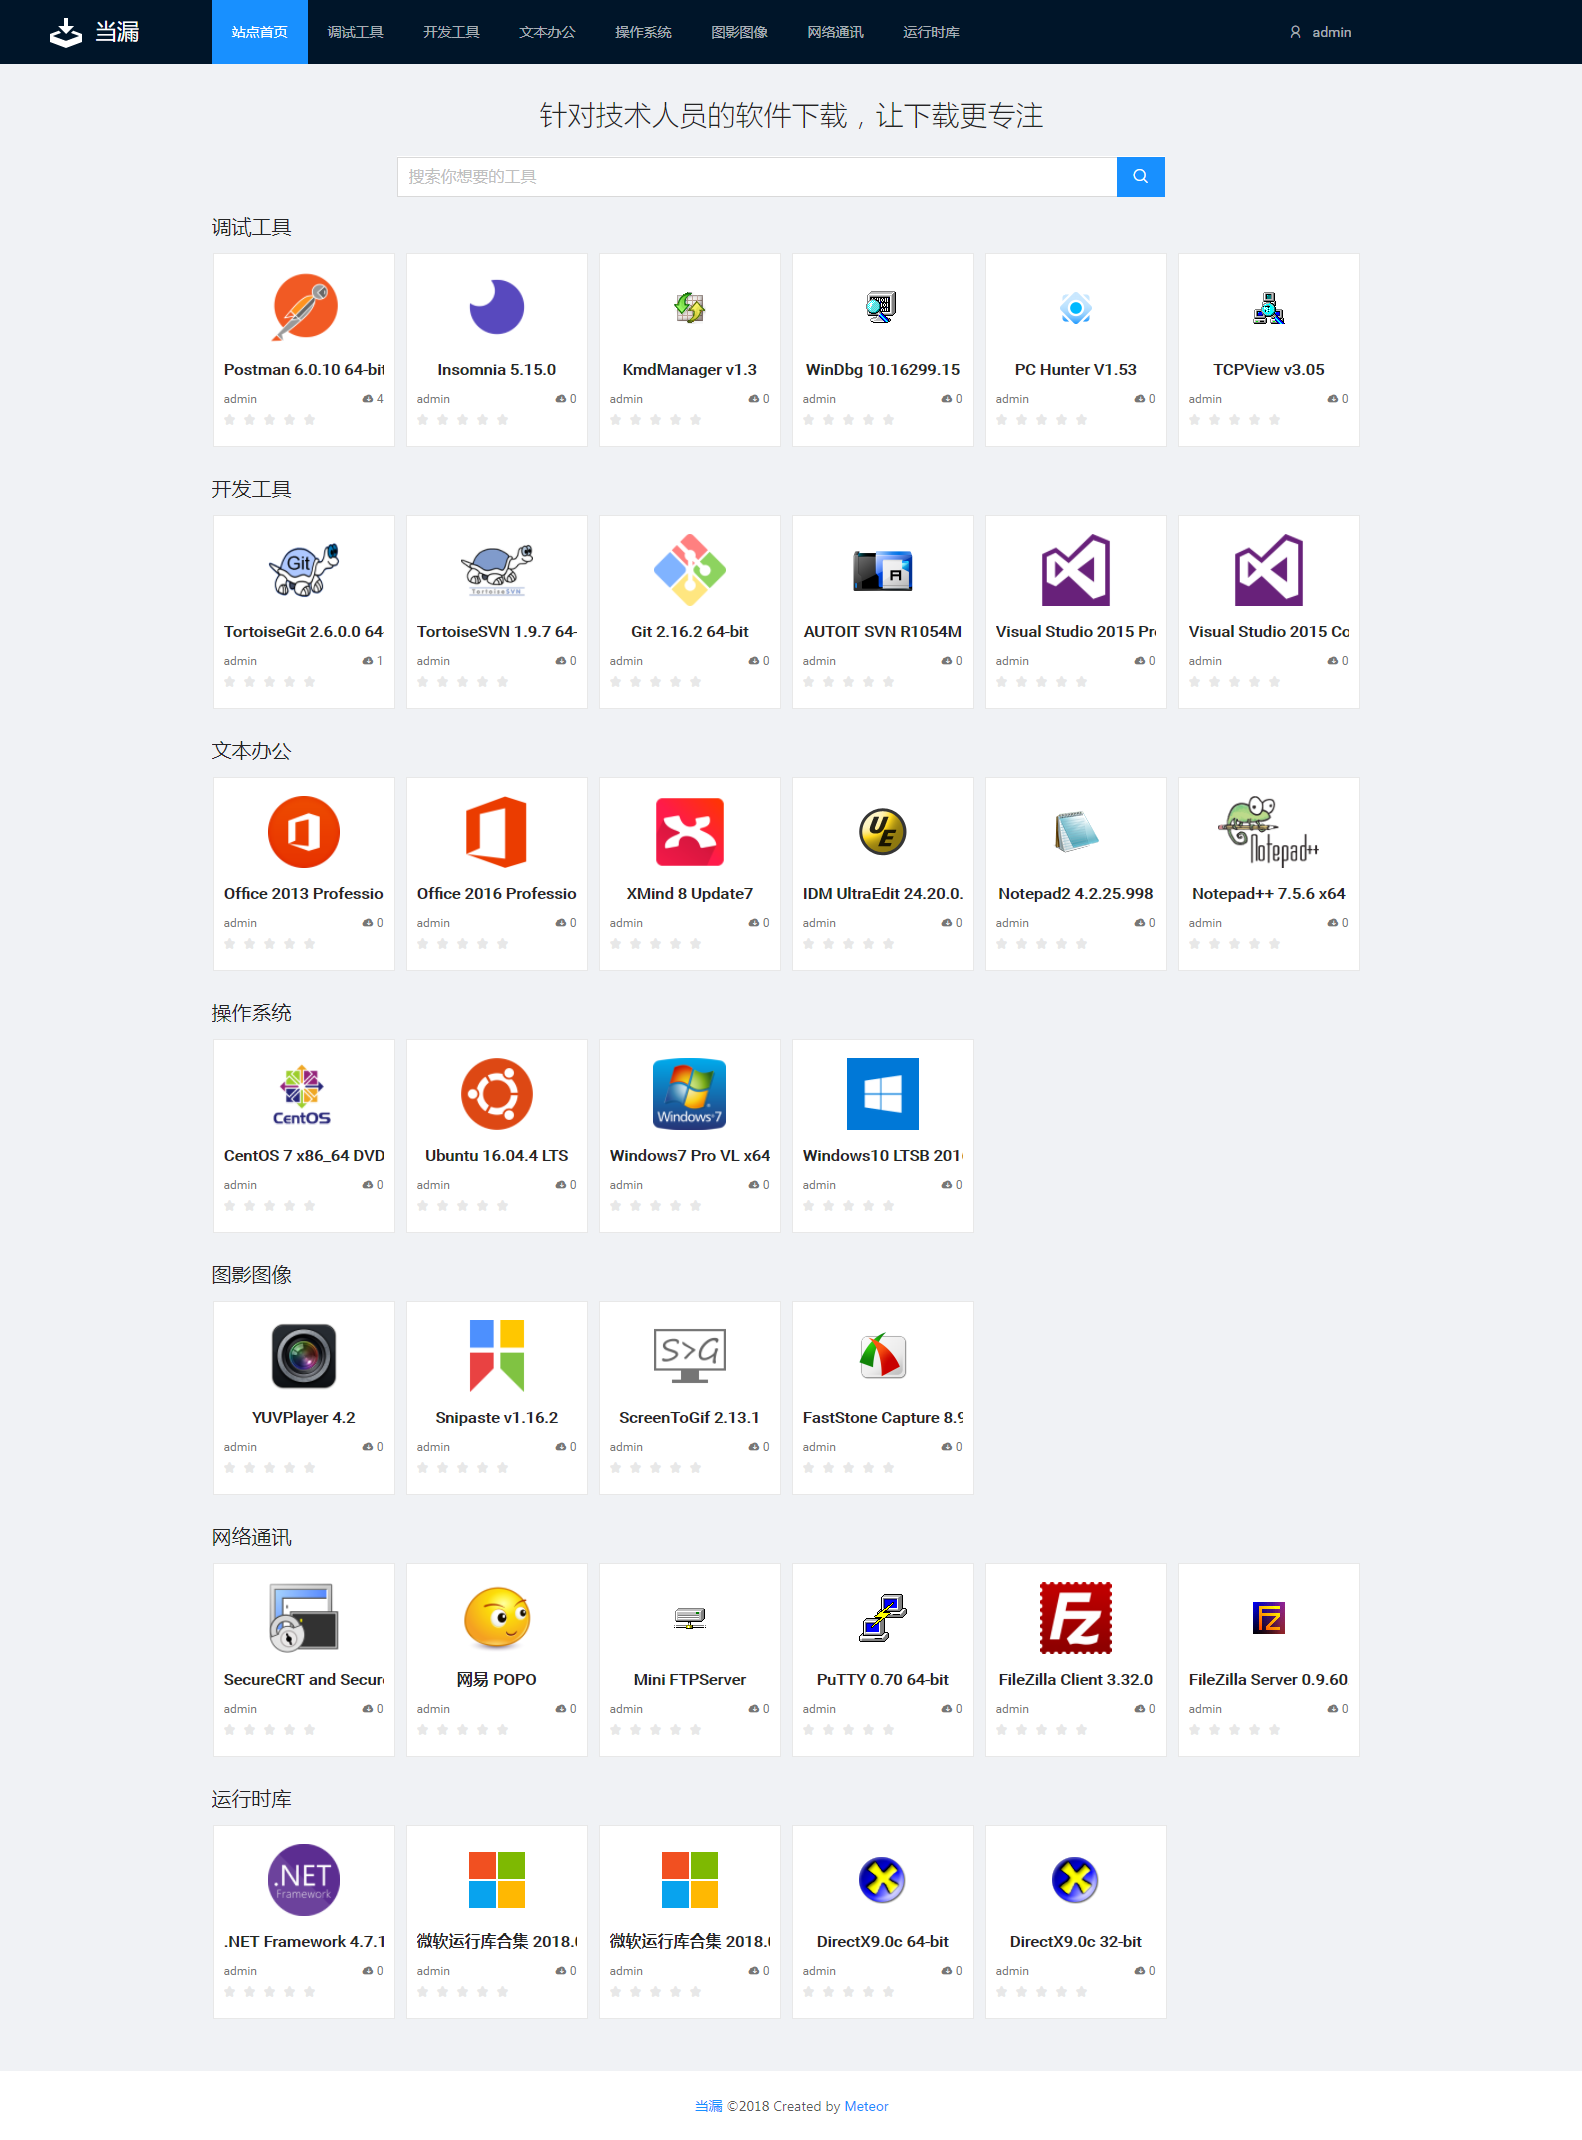 当漏 站点首页 调试工具 开发工具 文本办公 操作系统 图影图像 网络通讯 运行时库 admin
针对技术人员的软件下载，让下载更专注
搜索你想要的工具
调试工具
Postman 6.0.10 64-bit Insomnia 5.15.0 KmdManager v1.3 WinDbg 10.16299.15 PC Hunter V1.53 TCPView v3.05
admin 4 admin 0 admin 0 admin 0 admin 0 admin 0
开发工具
Git TortoiseSVN A
TortoiseGit 2.6.0.0 64- TortoiseSVN 1.9.7 64- Git 2.16.2 64-bit AUTOIT SVN R1054M Visual Studio 2015 Pr Visual Studio 2015 Co
admin 1 admin 0 admin 0 admin 0 admin 0 admin 0
文本办公
UE Notepad++
Office 2013 Professio Office 2016 Professio XMind 8 Update7 IDM UltraEdit 24.20.0. Notepad2 4.2.25.998 Notepad++ 7.5.6 x64
admin 0 admin 0 admin 0 admin 0 admin 0 admin 0
操作系统
CentOS Windows 7
CentOS 7 x86_64 DVD Ubuntu 16.04.4 LTS Windows7 Pro VL x64 Windows10 LTSB 201
admin 0 admin 0 admin 0 admin 0
图影图像
S>G
YUVPlayer 4.2 Snipaste v1.16.2 ScreenToGif 2.13.1 FastStone Capture 8.9
admin 0 admin 0 admin 0 admin 0
网络通讯
Fz Fz
SecureCRT and Secure 网易 POPO Mini FTPServer PuTTY 0.70 64-bit FileZilla Client 3.32.0 FileZilla Server 0.9.60
admin 0 admin 0 admin 0 admin 0 admin 0 admin 0
运行时库
.NET
Framework
.NET Framework 4.7.1 微软运行库合集 2018.0 微软运行库合集 2018.0 DirectX9.0c 64-bit DirectX9.0c 32-bit
admin 0 admin 0 admin 0 admin 0 admin 0
当漏 ©2018 Created by Meteor